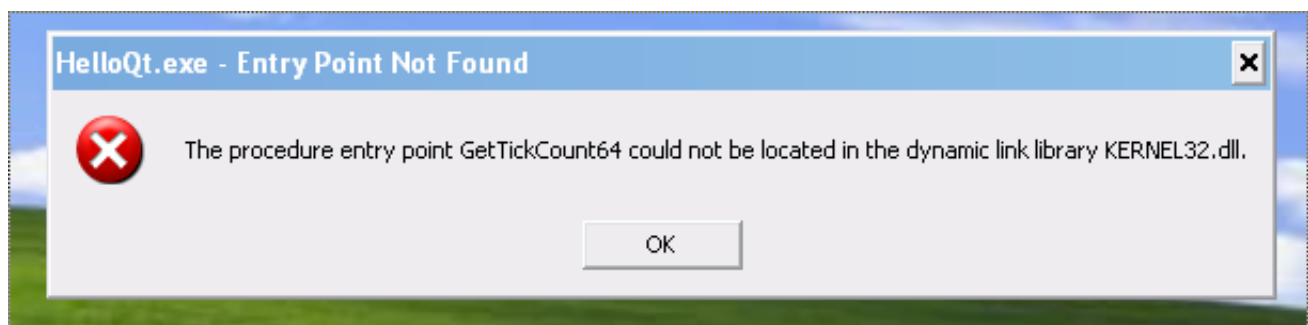 HelloQt.exe - Entry Point Not Found
The procedure entry point GetTickCount64 could not be located in the dynamic link library KERNEL32.dll.
OK